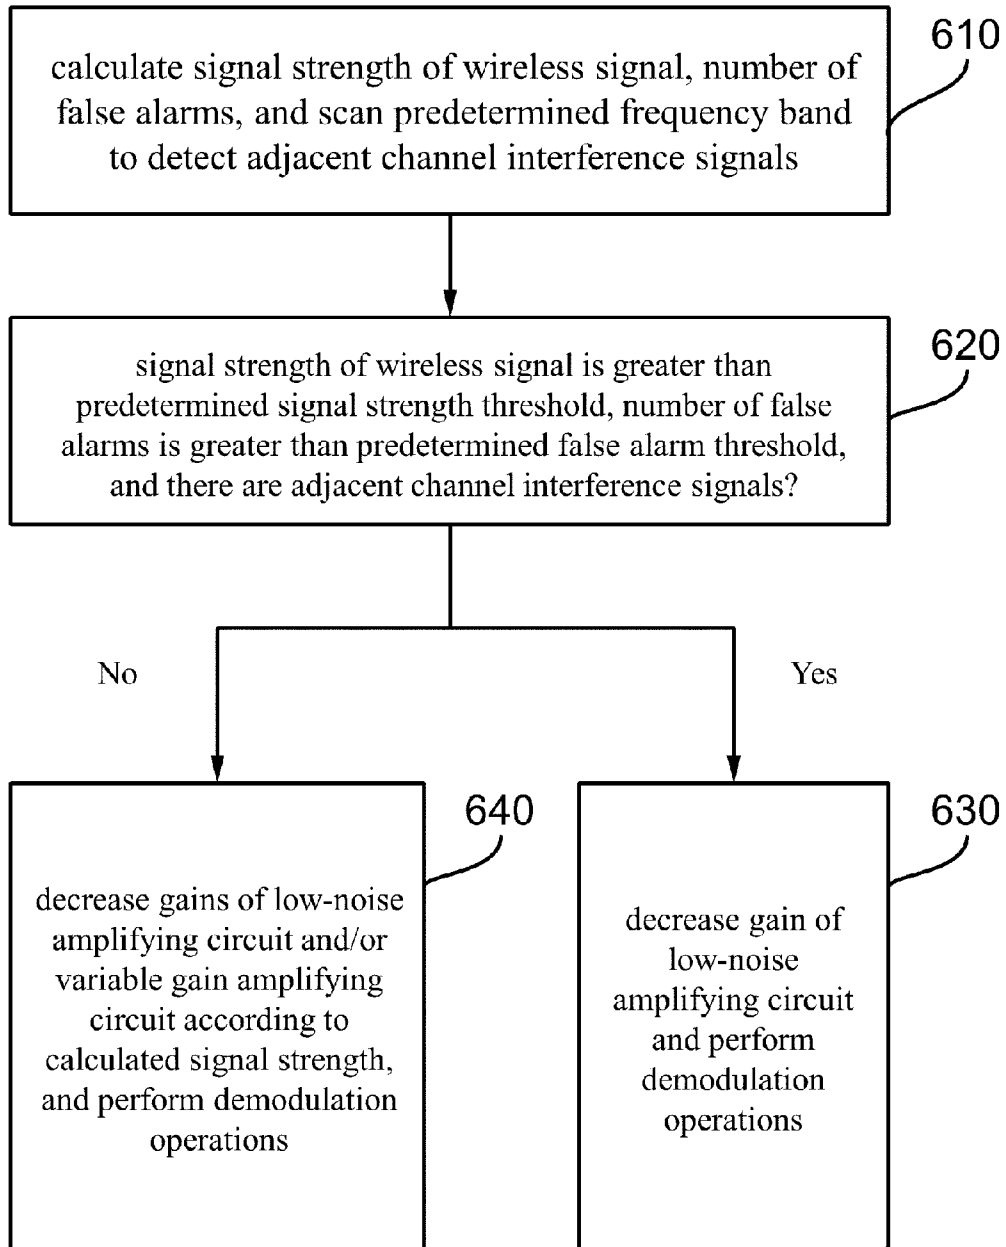 610
calculate signal strength of wireless signal, number of
false alarms, and scan predetermined frequency band
to detect adjacent channel interference signals
620
signal strength of wireless signal is greater than
predetermined signal strength threshold, number of false
alarms is greater than predetermined false alarm threshold,
and there are adjacent channel interference signals?
No
Yes
640
decrease gains of low-noise
amplifying circuit and/or
variable gain amplifying
circuit according to
calculated signal strength,
and perform demodulation
operations
630
decrease gain of
low-noise
amplifying circuit
and perform
demodulation
operations